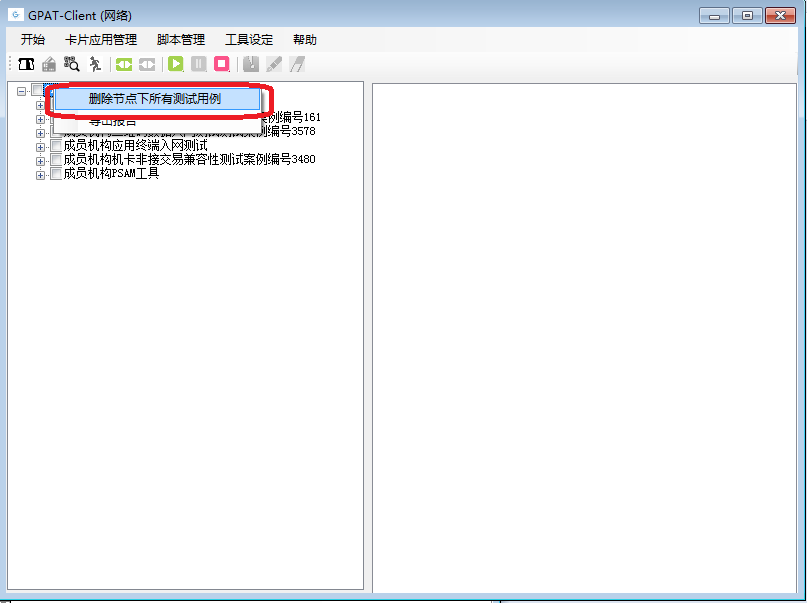 GPAT-Client (网络)
开始 卡片应用管理 脚本管理 工具设定 帮助
删除节点下所有测试用例
导出报告
例编号161
案例编号3578
成员机构应用终端入网测试
成员机构机卡非接交易兼容性测试案例编号3480
成员机构PSAM工具